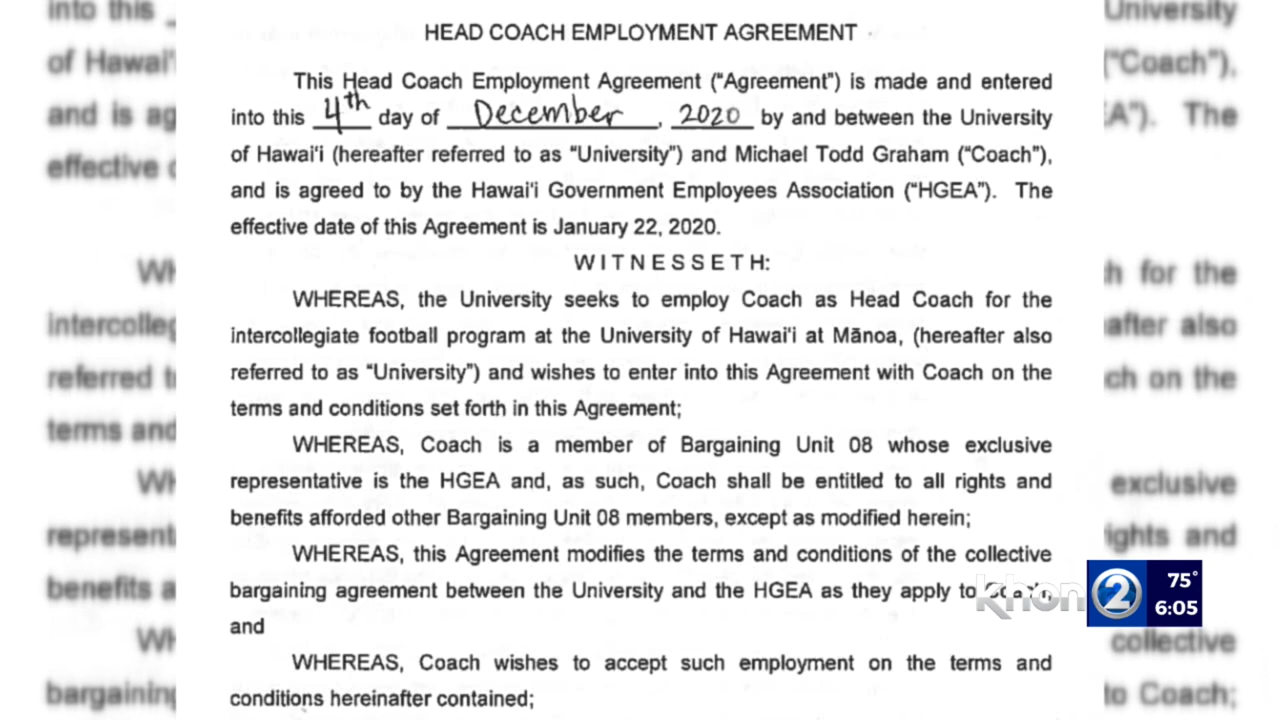 HEAD COACH EMPLOYMENT AGREEMENT
This Head Coach Employment Agreement ("Agreement") is made and entered
into this 4th day of December, 2020 by and between the University
of Hawai'i (hereafter referred to as "University") and Michael Todd Graham ("Coach"),
and is agreed to by the Hawai'i Government Employees Association ("HGEA"). The
effective date of this Agreement is January 22, 2020.
WITNESSETH:
WHEREAS, the University seeks to employ Coach as Head Coach for the
intercollegiate football program at the University of Hawai'i at Mānoa, (hereafter also
referred to as "University") and wishes to enter into this Agreement with Coach on the
terms and conditions set forth in this Agreement;
WHEREAS, Coach is a member of Bargaining Unit 08 whose exclusive
representative is the HGEA and, as such, Coach shall be entitled to all rights and
benefits afforded other Bargaining Unit 08 members, except as modified herein;
WHEREAS, this Agreement modifies the terms and conditions of the collective
bargaining agreement between the University and the HGEA as they apply to
and
WHEREAS, Coach wishes to accept such employment on the terms and
conditions hereinafter contained;
khon 2
75°
6:05